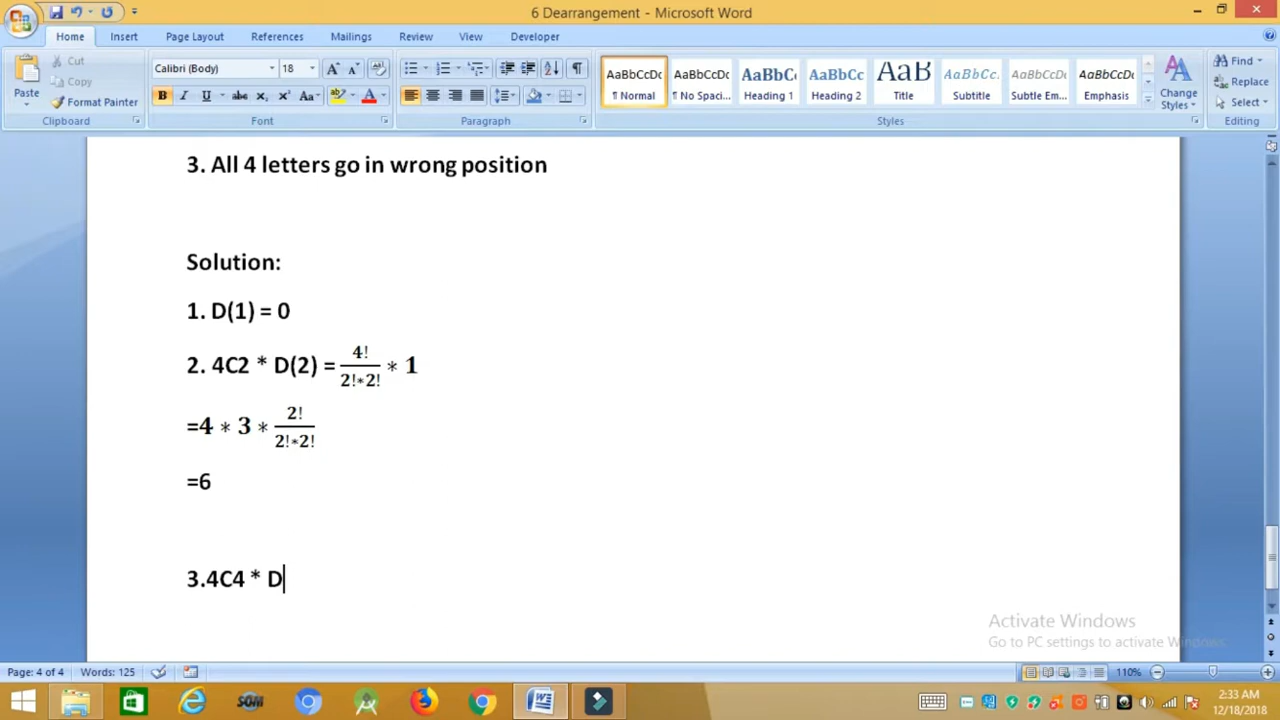 6 Dearrangement - Microsoft Word
Home Insert Page Layout References Mailings Review View Developer
Paste
Cut
Copy
Format Painter
Clipboard
Calibri (Body) 18
Font
Paragraph
AaBbCcDc AaBbCcDc AaBbCc AaBbCc AaB AaBbCc. AaBbCcDc AaBbCcDc
¶ Normal ¶ No Spaci... Heading 1 Heading 2 Title Subtitle Subtle Em... Emphasis
Styles
Change Styles
Find
Replace
Select
Editing
3. All 4 letters go in wrong position
Solution:
1. D(1) = 0
2. 4C2 * D(2) = 4! / 2!*2! * 1
=4 * 3 * 2! / 2!*2!
=6
3.4C4 * D
Activate Windows
Go to PC settings to activate Windows.
Page: 4 of 4 Words: 125 110%
SOM
2:33 AM
12/18/2018